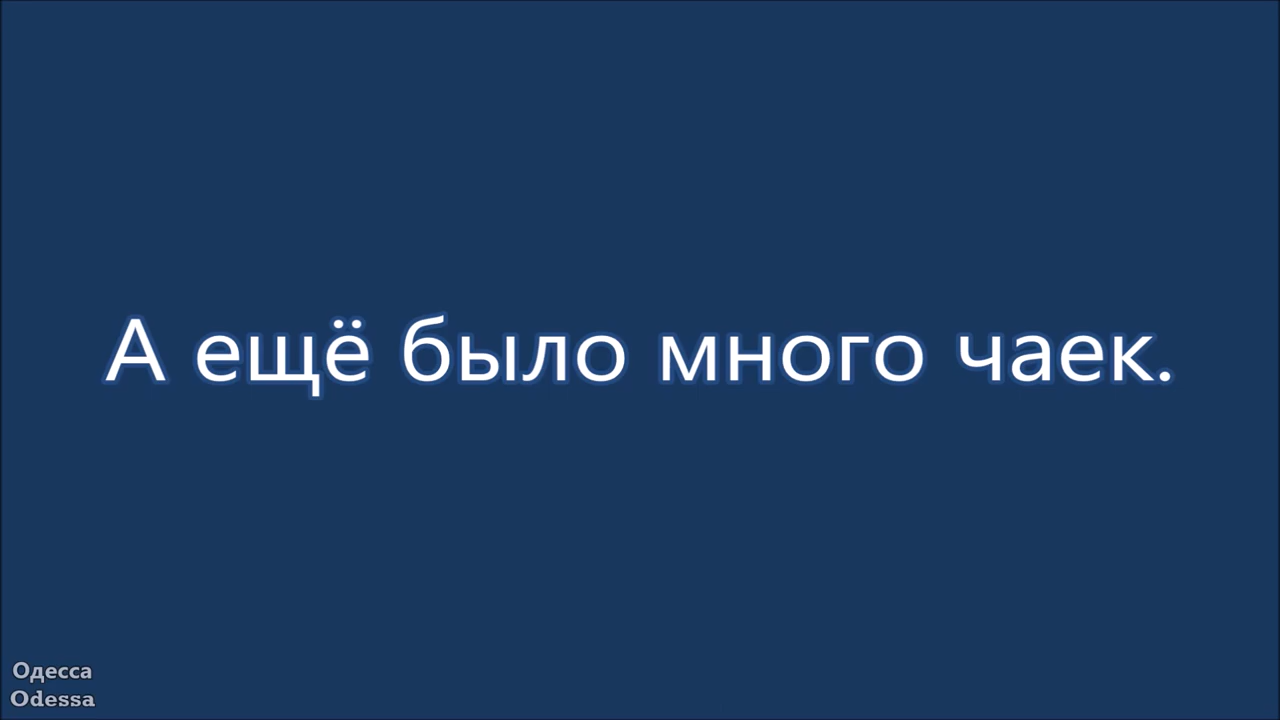 А ещё было много чаек.
Одесса
Odessa